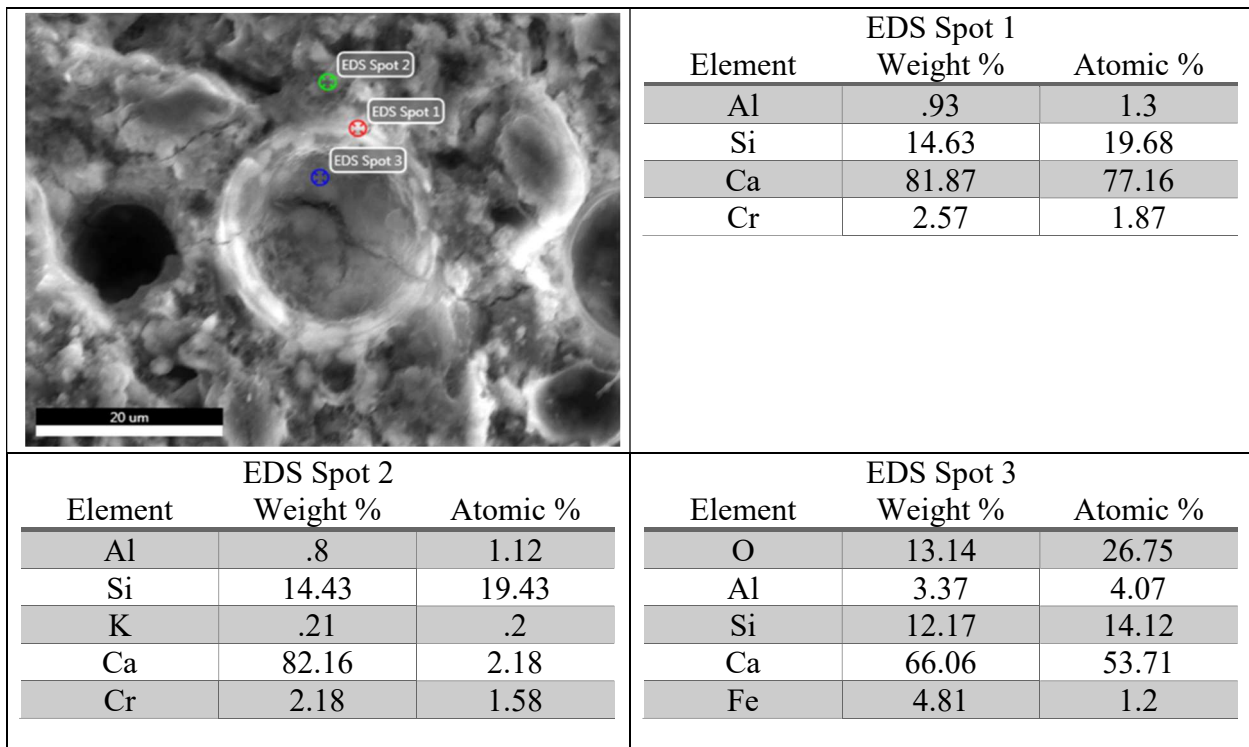 EDS Spot 2
EDS Spot 1
EDS Spot 3
20 um
EDS Spot 1
Element Weight % Atomic %
Al .93 1.3
Si 14.63 19.68
Ca 81.87 77.16
Cr 2.57 1.87
EDS Spot 2
Element Weight % Atomic %
Al .8 1.12
Si 14.43 19.43
K .21 .2
Ca 82.16 2.18
Cr 2.18 1.58
EDS Spot 3
Element Weight % Atomic %
O 13.14 26.75
Al 3.37 4.07
Si 12.17 14.12
Ca 66.06 53.71
Fe 4.81 1.2